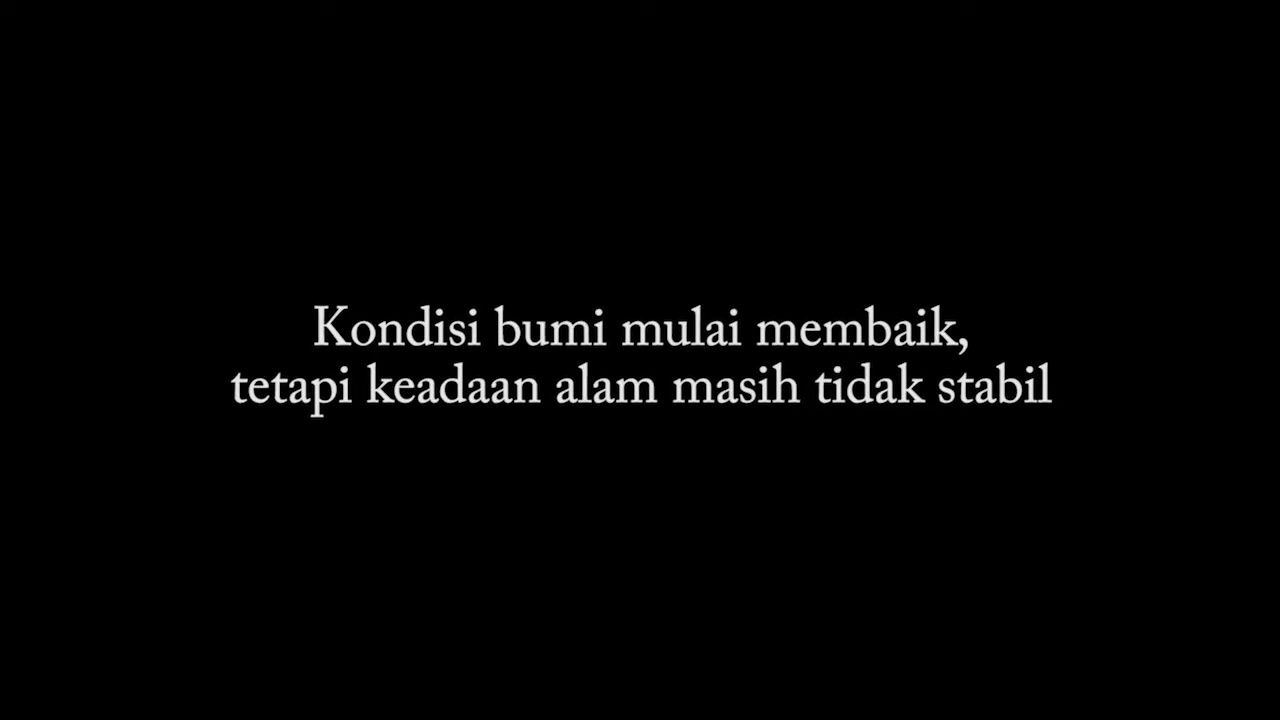 Kondisi bumi mulai membaik,
tetapi keadaan alam masih tidak stabil